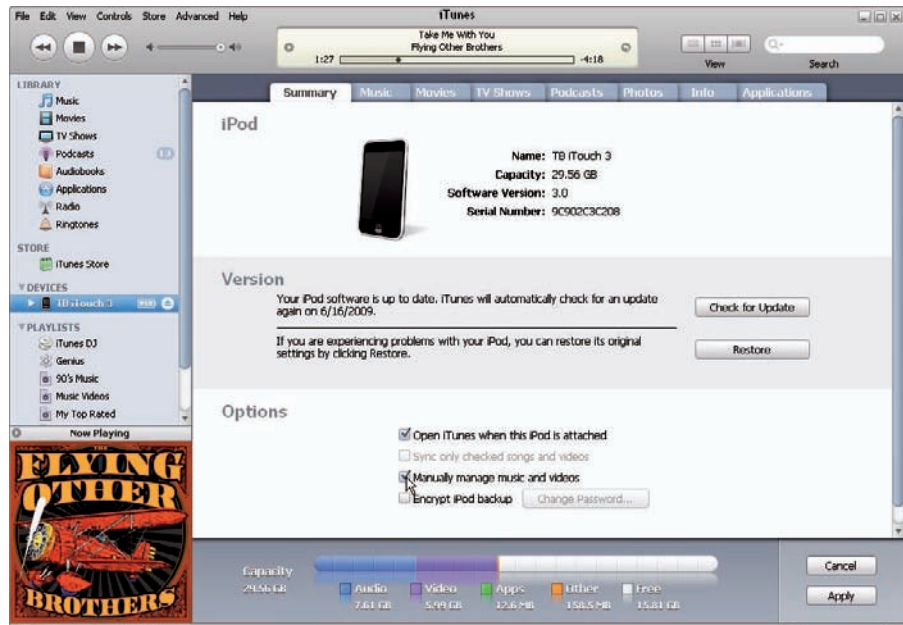 File Edit View Controls Store Advanced Help
iTunes
Take Me With You
Flying Other Brothers
1:27
-4:18
View
Search
LIBRARY
Music
Movies
TV Shows
Podcasts
Audiobooks
Applications
Radio
Ringtones
STORE
iTunes Store
DEVICES
TB iTouch 3
PLAYLISTS
iTunes DJ
Genius
90's Music
Music Videos
My Top Rated
Now Playing
THE
FLYING
OTHER
BROTHERS
Summary Music Movies TV Shows Podcasts Photos Info Applications
iPod
Name: TB iTouch 3
Capacity: 29.56 GB
Software Version: 3.0
Serial Number: 9C902C3C208
Version
Your iPod software is up to date. iTunes will automatically check for an update
again on 6/16/2009.
Check for Update
If you are experiencing problems with your iPod, you can restore its original
settings by clicking Restore.
Restore
Options
Open iTunes when this iPod is attached
Sync only checked songs and videos
Manually manage music and videos
Encrypt iPod backup
Change Password...
Capacity
29.56 GB
Audio
7.61 GB
Video
5.99 GB
Apps
12.6 MB
Other
158.5 MB
Free
15.81 GB
Cancel
Apply